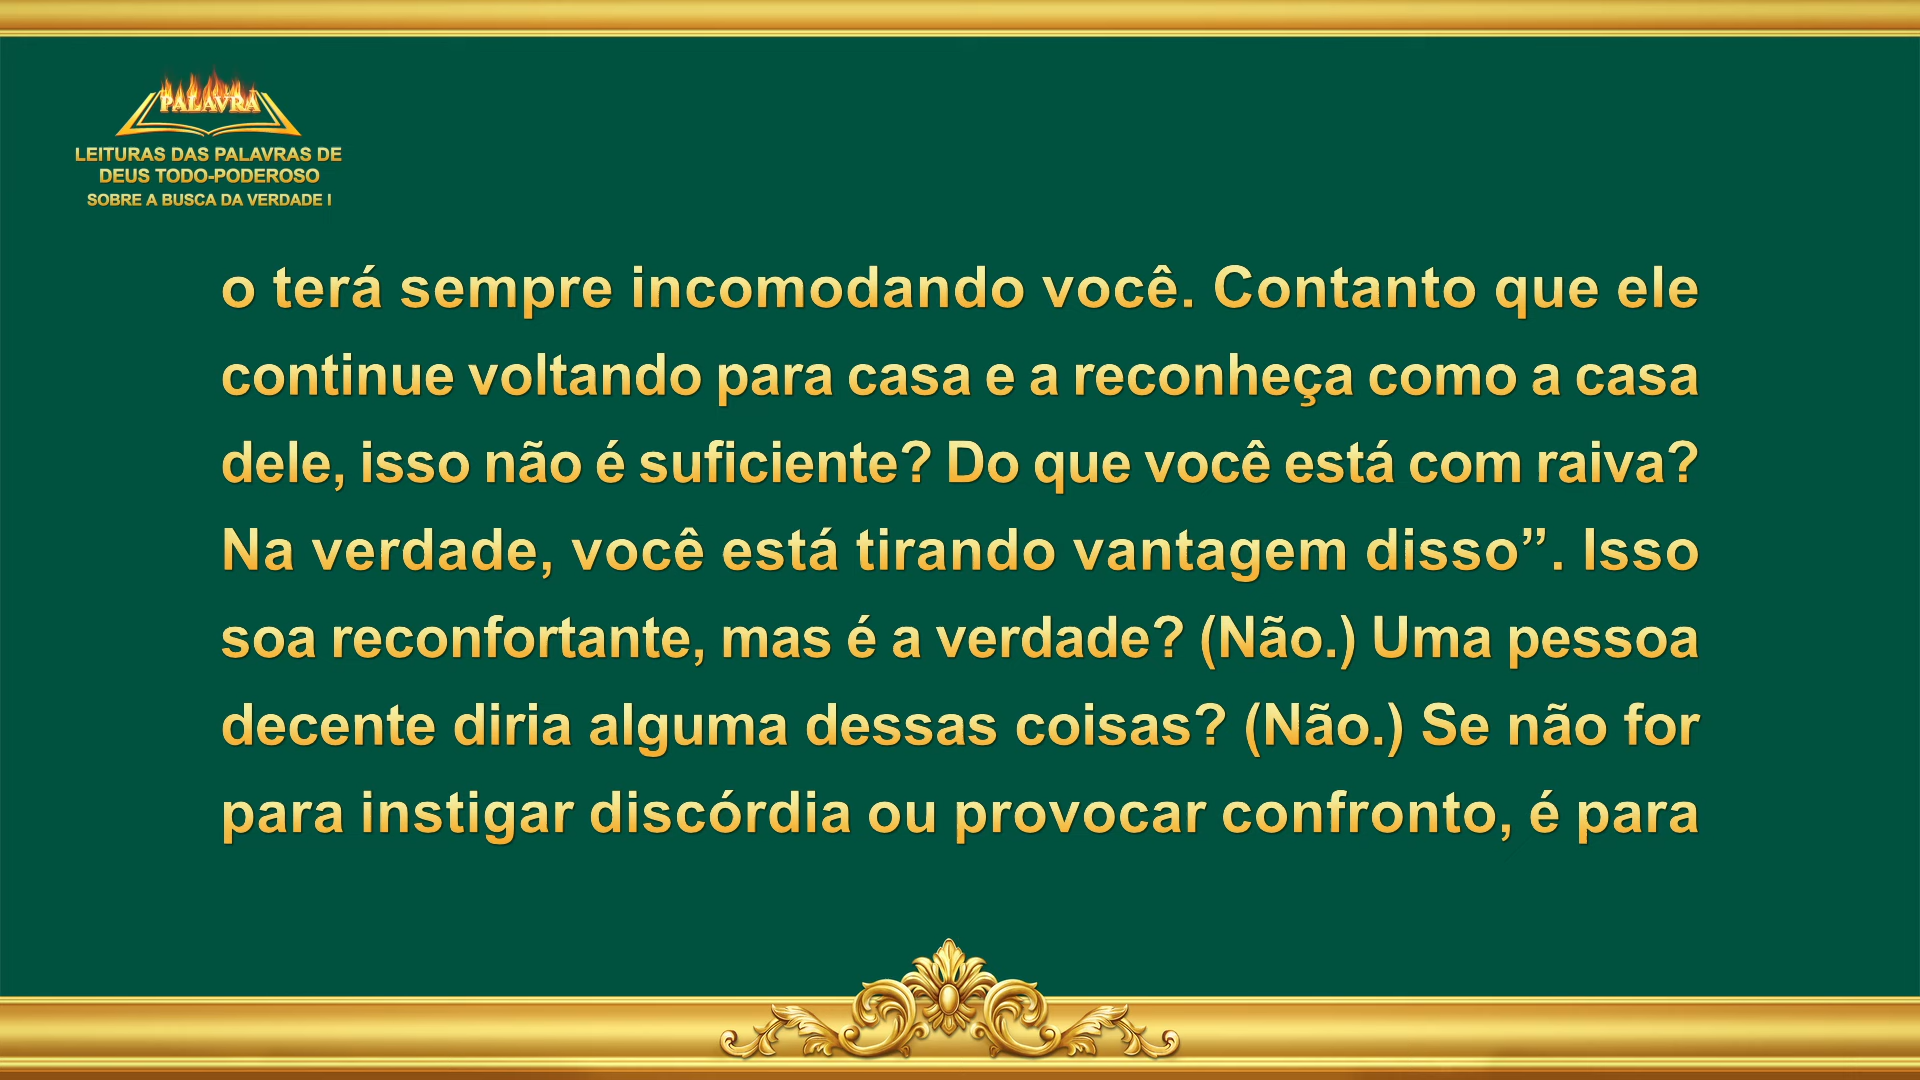 PALAVRA
LEITURAS DAS PALAVRAS DE
DEUS TODO-PODEROSO
SOBRE A BUSCA DA VERDADE I
o terá sempre incomodando você. Contanto que ele
continue voltando para casa e a reconheça como a casa
dele, isso não é suficiente? Do que você está com raiva?
Na verdade, você está tirando vantagem disso”. Isso
soa reconfortante, mas é a verdade? (Não.) Uma pessoa
decente diria alguma dessas coisas? (Não.) Se não for
para instigar discórdia ou provocar confronto, é para